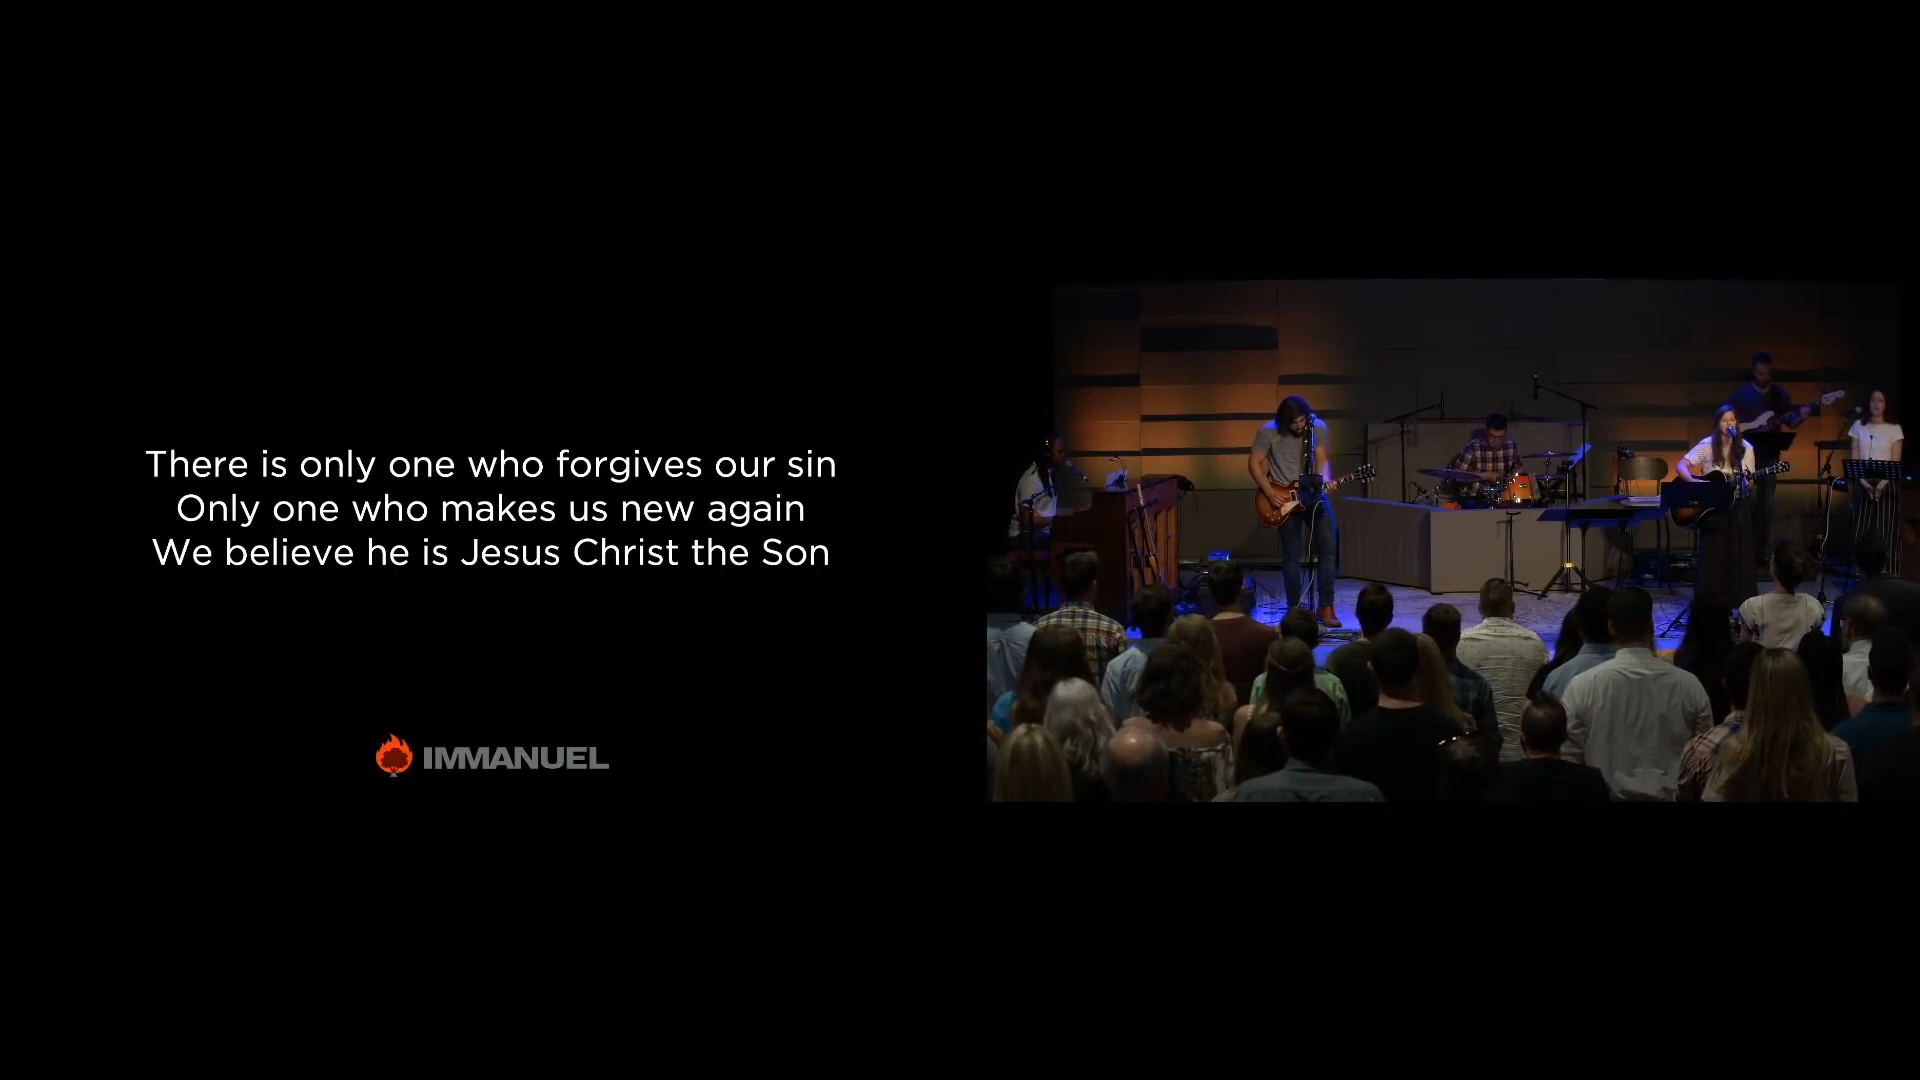 There is only one who forgives our sin
Only one who makes us new again
We believe he is Jesus Christ the Son
IMMANUEL